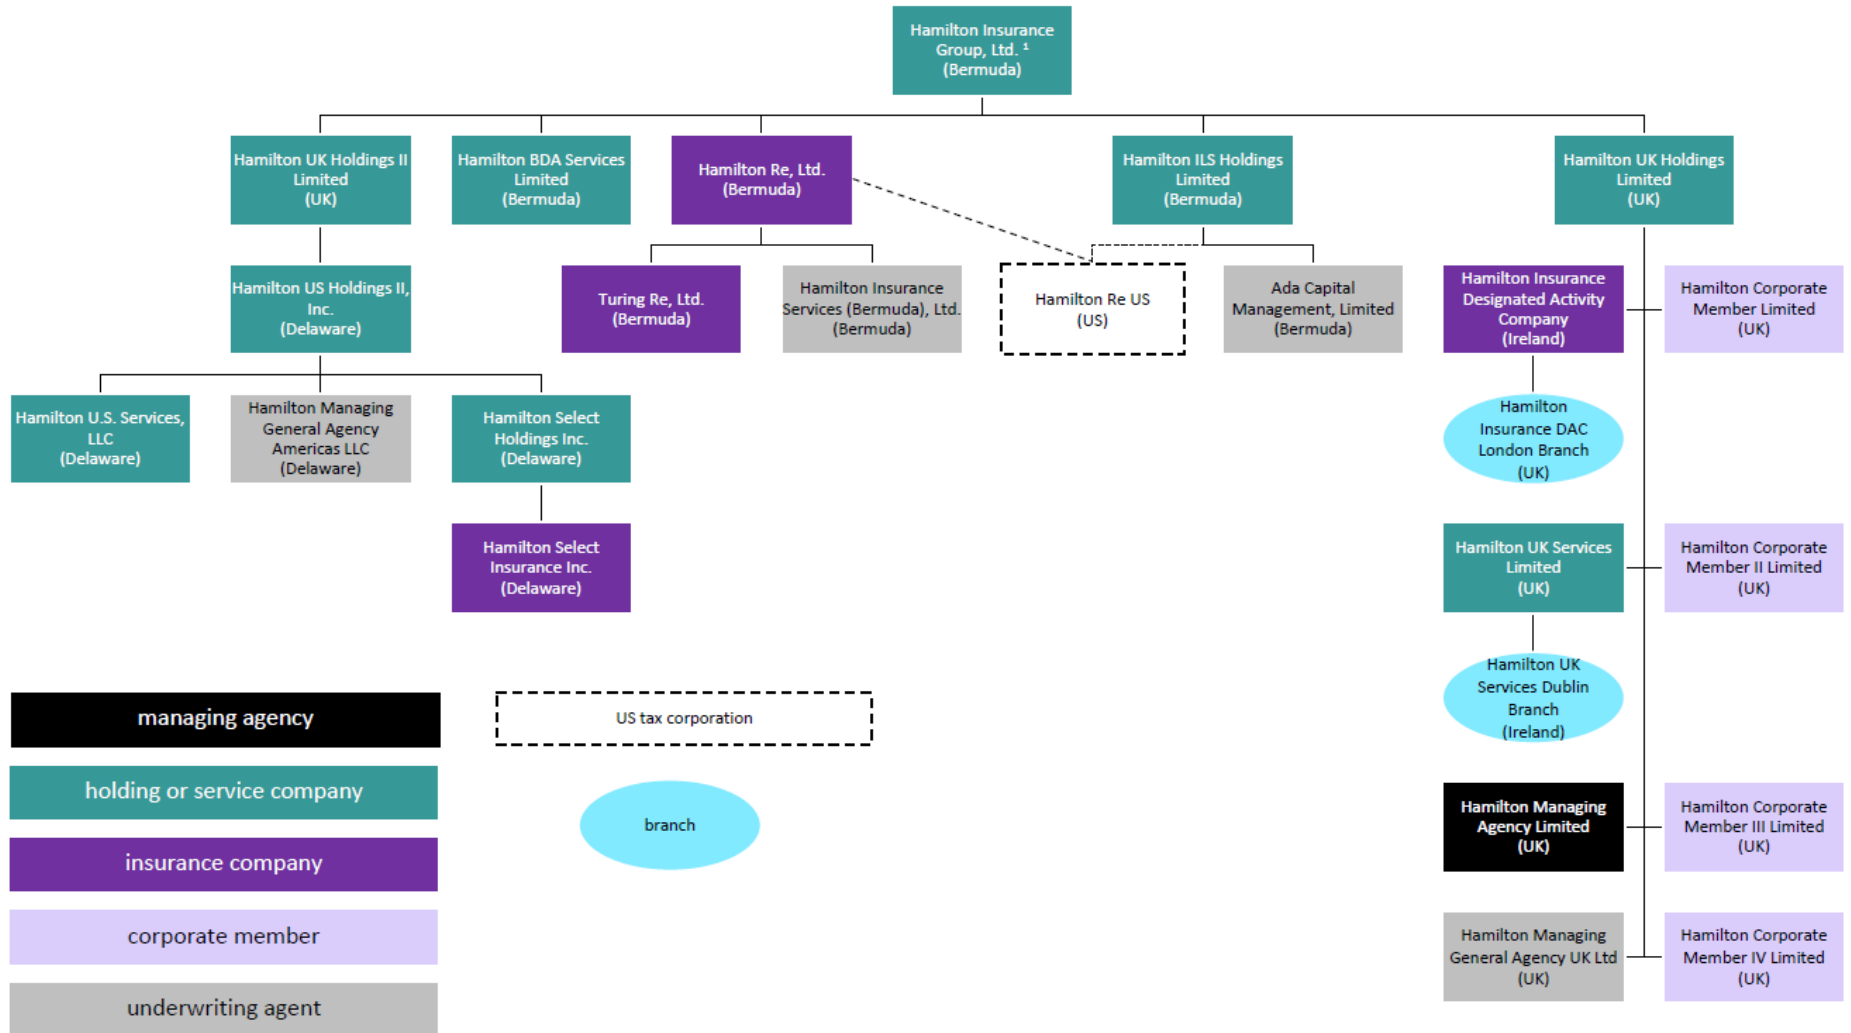 Hamilton Insurance
Group, Ltd. ¹
(Bermuda)
Hamilton UK Holdings II
Limited
(UK)
Hamilton BDA Services
Limited
(Bermuda)
Hamilton Re, Ltd.
(Bermuda)
Hamilton ILS Holdings
Limited
(Bermuda)
Hamilton UK Holdings
Limited
(UK)
Hamilton US Holdings II,
Inc.
(Delaware)
Turing Re, Ltd.
(Bermuda)
Hamilton Insurance
Services (Bermuda), Ltd.
(Bermuda)
Hamilton Re US
(US)
Ada Capital
Management, Limited
(Bermuda)
Hamilton Insurance
Designated Activity
Company
(Ireland)
Hamilton Corporate
Member Limited
(UK)
Hamilton U.S. Services,
LLC
(Delaware)
Hamilton Managing
General Agency
Americas LLC
(Delaware)
Hamilton Select
Holdings Inc.
(Delaware)
Hamilton
Insurance DAC
London Branch
(UK)
Hamilton Select
Insurance Inc.
(Delaware)
Hamilton UK Services
Limited
(UK)
Hamilton Corporate
Member II Limited
(UK)
Hamilton UK
Services Dublin
Branch
(Ireland)
managing agency
US tax corporation
holding or service company
branch
Hamilton Managing
Agency Limited
(UK)
Hamilton Corporate
Member III Limited
(UK)
insurance company
corporate member
Hamilton Managing
General Agency UK Ltd
(UK)
Hamilton Corporate
Member IV Limited
(UK)
underwriting agent